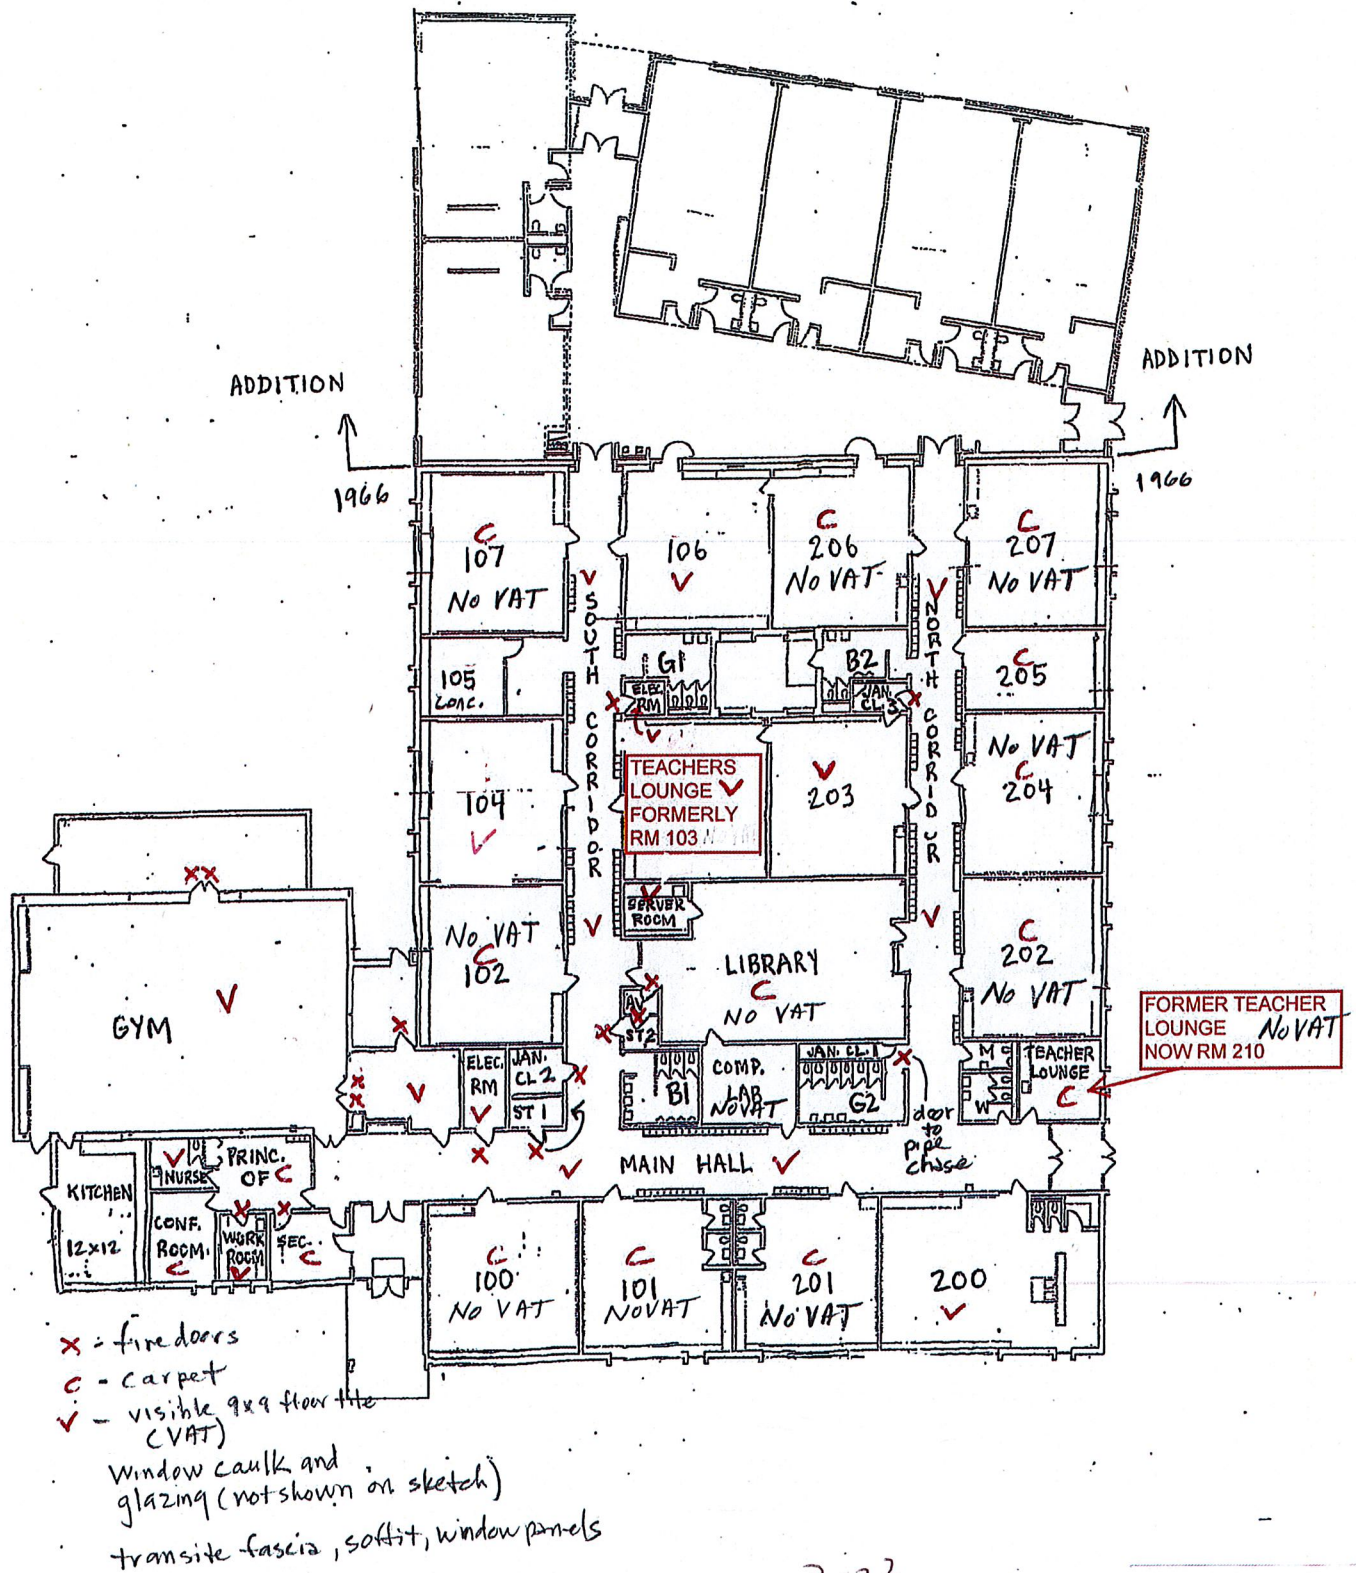 ADDITION
ADDITION
1966
1966
C
107
NO VAT
106
V
C
206
NO VAT
C
207
NO VAT
V
SOUTH CORRIDOR
V
V
NORTH CORRIDOR
V
105
CONC.
G1
ELEC.
RM
X
V
B2
JAN.
CL.3
X
C
205
104
V
TEACHERS
LOUNGE V
FORMERLY
RM 103
V
203
NO VAT
C
204
X X
NO VAT
C
102
V
SERVER
ROOM
LIBRARY
C
NO VAT
C
202
NO VAT
V
GYM
X
AV
X
ST2
X
FORMER TEACHER
LOUNGE NO VAT
NOW RM 210
X
X
X
V
ELEC.
RM
V
JAN.
CL 2
X
ST 1
B1
COMP.
LAB
NO VAT
JAN. CL. 1
X
G2
M
W
TEACHER
LOUNGE
C
door
to
pipe
chase
X
X
V
MAIN HALL V
V
NURSE
PRINC.
OF C
KITCHEN
12x12
CONF.
ROOM.
C
X
WORK
ROOM
V
X
SEC.
C
C
100
NO VAT
C
101
NO VAT
C
201
NO VAT
200
V
X - fire doors
C - carpet
V - visible 9x9 floor tile
(VAT)
window caulk and
glazing (not shown on sketch)
transite fascia, soffit, window panels